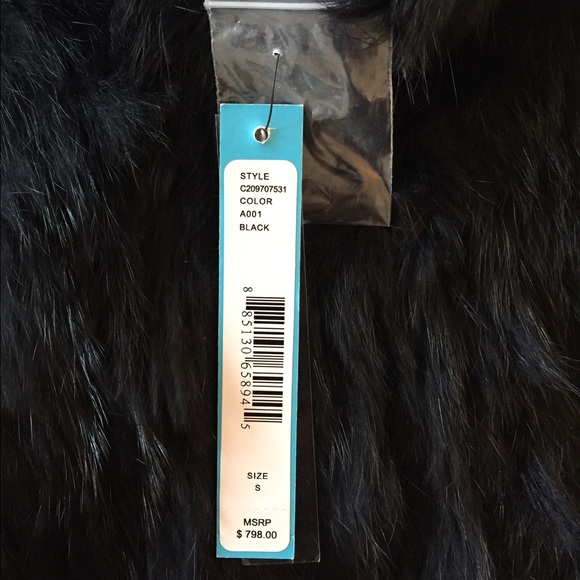 STYLE
C209707531
COLOR
A001
BLACK
8 85130 65894 5
SIZE
S
MSRP
$ 798.00